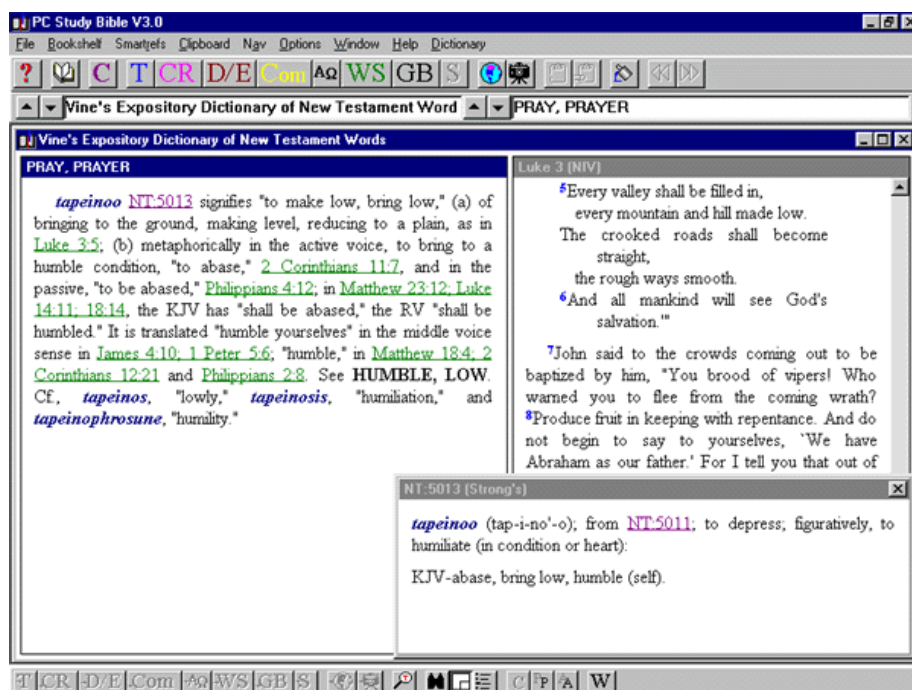 PC Study Bible V3.0
File Bookshelf Smartrefs Clipboard Nav Options Window Help Dictionary
? C T CR D/E Com ΑΩ WS GB S
Vine's Expository Dictionary of New Testament Word PRAY, PRAYER
Vine's Expository Dictionary of New Testament Words
PRAY, PRAYER
tapeinoo NT:5013 signifies "to make low, bring low," (a) of
bringing to the ground, making level, reducing to a plain, as in
Luke 3:5; (b) metaphorically in the active voice, to bring to a
humble condition, "to abase," 2 Corinthians 11:7, and in the
passive, "to be abased," Philippians 4:12; in Matthew 23:12; Luke
14:11; 18:14, the KJV has "shall be abased," the RV "shall be
humbled." It is translated "humble yourselves" in the middle voice
sense in James 4:10; 1 Peter 5:6; "humble," in Matthew 18:4; 2
Corinthians 12:21 and Philippians 2:8. See HUMBLE, LOW.
Cf., tapeinos, "lowly," tapeinosis, "humiliation," and
tapeinophrosune, "humility."
Luke 3 (NIV)
5Every valley shall be filled in,
every mountain and hill made low.
The crooked roads shall become
straight,
the rough ways smooth.
6And all mankind will see God's
salvation.'"
7John said to the crowds coming out to be
baptized by him, "You brood of vipers! Who
warned you to flee from the coming wrath?
8Produce fruit in keeping with repentance. And do
not begin to say to yourselves, `We have
Abraham as our father.' For I tell you that out of
NT:5013 (Strong's)
tapeinoo (tap-i-no'-o); from NT:5011; to depress; figuratively, to
humiliate (in condition or heart):
KJV-abase, bring low, humble (self).
T CR D/E Com ΑΩ WS GB S C P A W